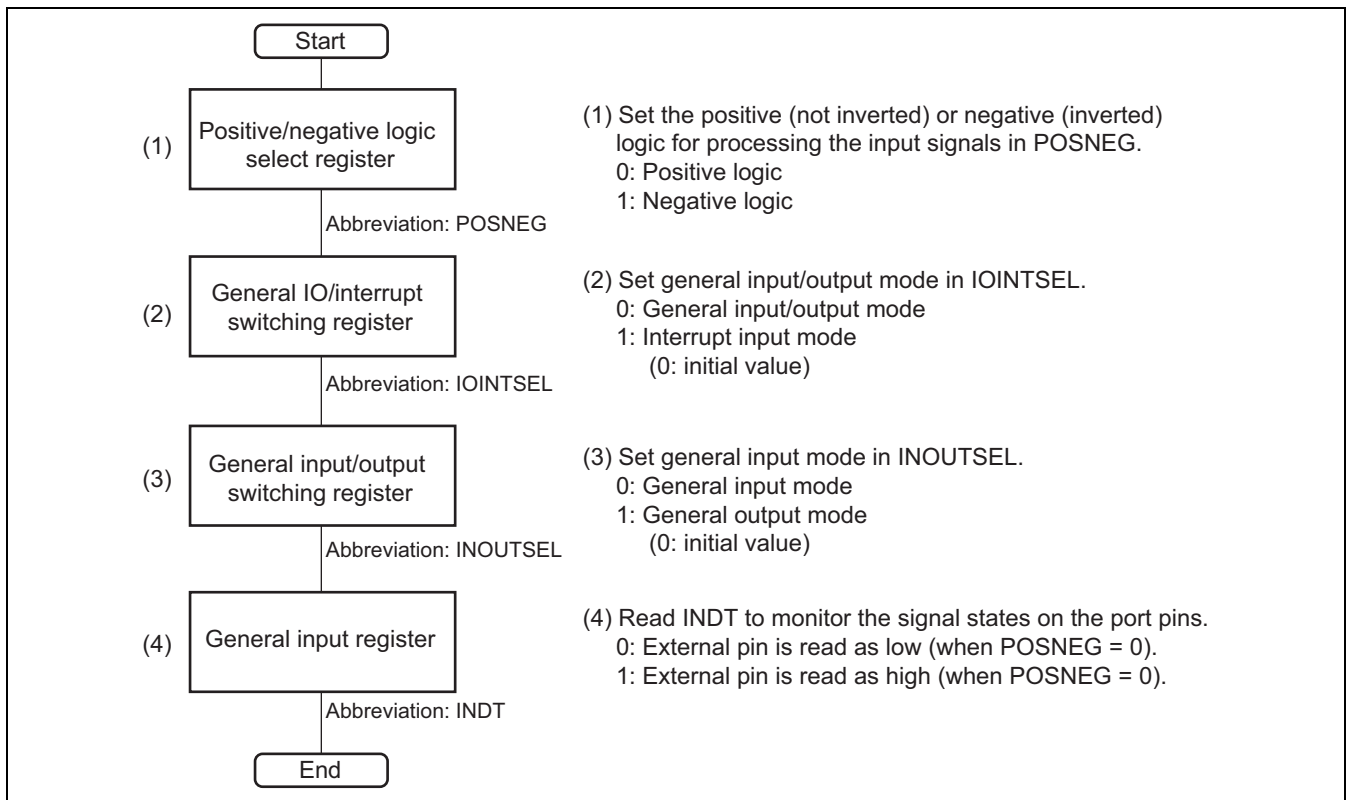 Start
(1)
Positive/negative logic
select register
(1) Set the positive (not inverted) or negative (inverted)
logic for processing the input signals in POSNEG.
0: Positive logic
1: Negative logic
Abbreviation: POSNEG
(2)
General IO/interrupt
switching register
(2) Set general input/output mode in IOINTSEL.
0: General input/output mode
1: Interrupt input mode
(0: initial value)
Abbreviation: IOINTSEL
(3)
General input/output
switching register
(3) Set general input mode in INOUTSEL.
0: General input mode
1: General output mode
(0: initial value)
Abbreviation: INOUTSEL
(4)
General input register
(4) Read INDT to monitor the signal states on the port pins.
0: External pin is read as low (when POSNEG = 0).
1: External pin is read as high (when POSNEG = 0).
Abbreviation: INDT
End